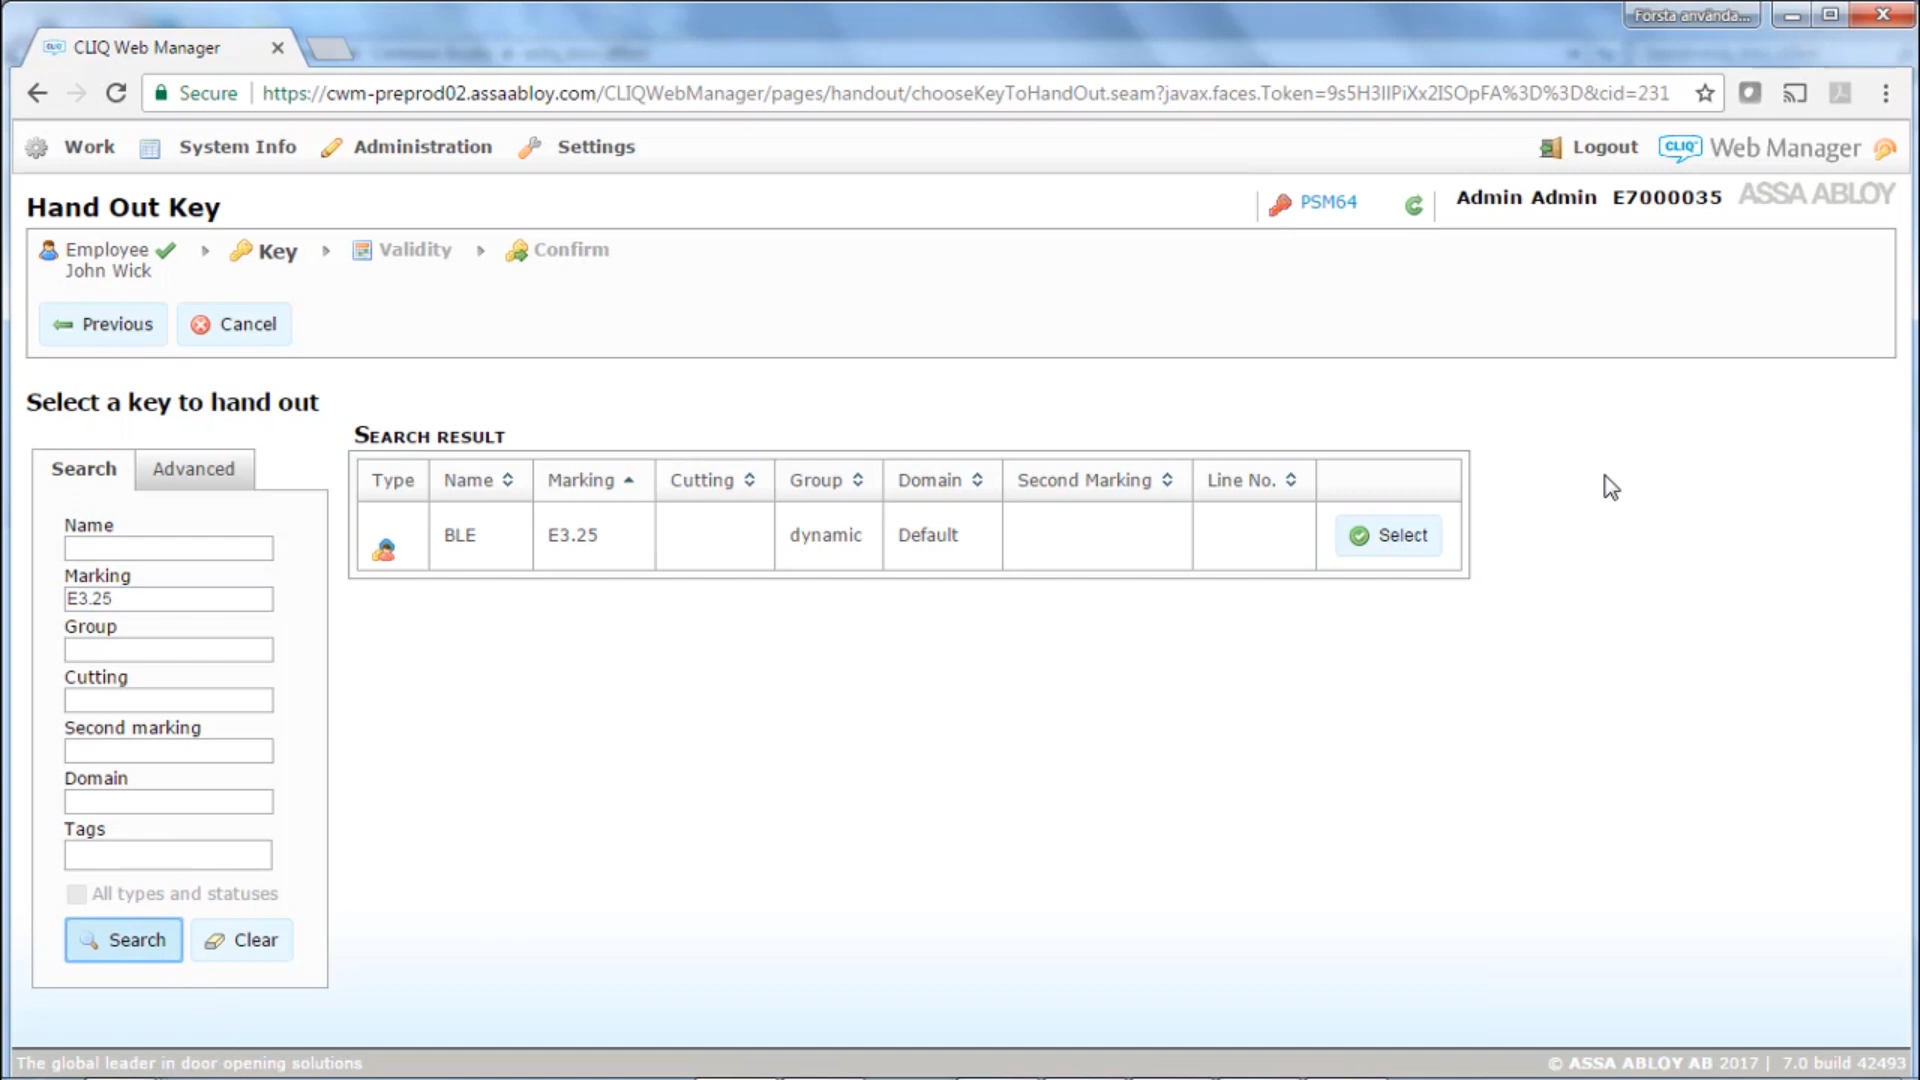 Första använda...
CLIQ Web Manager
Secure https://cwm-preprod02.assaabloy.com/CLIQWebManager/pages/handout/chooseKeyToHandOut.seam?javax.faces.Token=9s5H3IlPiXx2ISOpFA%3D%3D&cid=231
Work System Info Administration Settings Logout CLIQ Web Manager
Hand Out Key PSM64 Admin Admin E7000035 ASSA ABLOY
Employee Key Validity Confirm
John Wick
Previous Cancel
Select a key to hand out
SEARCH RESULT
Search Advanced
Type Name Marking Cutting Group Domain Second Marking Line No.
BLE E3.25 dynamic Default Select
Name
Marking
E3.25
Group
Cutting
Second marking
Domain
Tags
All types and statuses
Search Clear
The global leader in door opening solutions © ASSA ABLOY AB 2017 | 7.0 build 42493